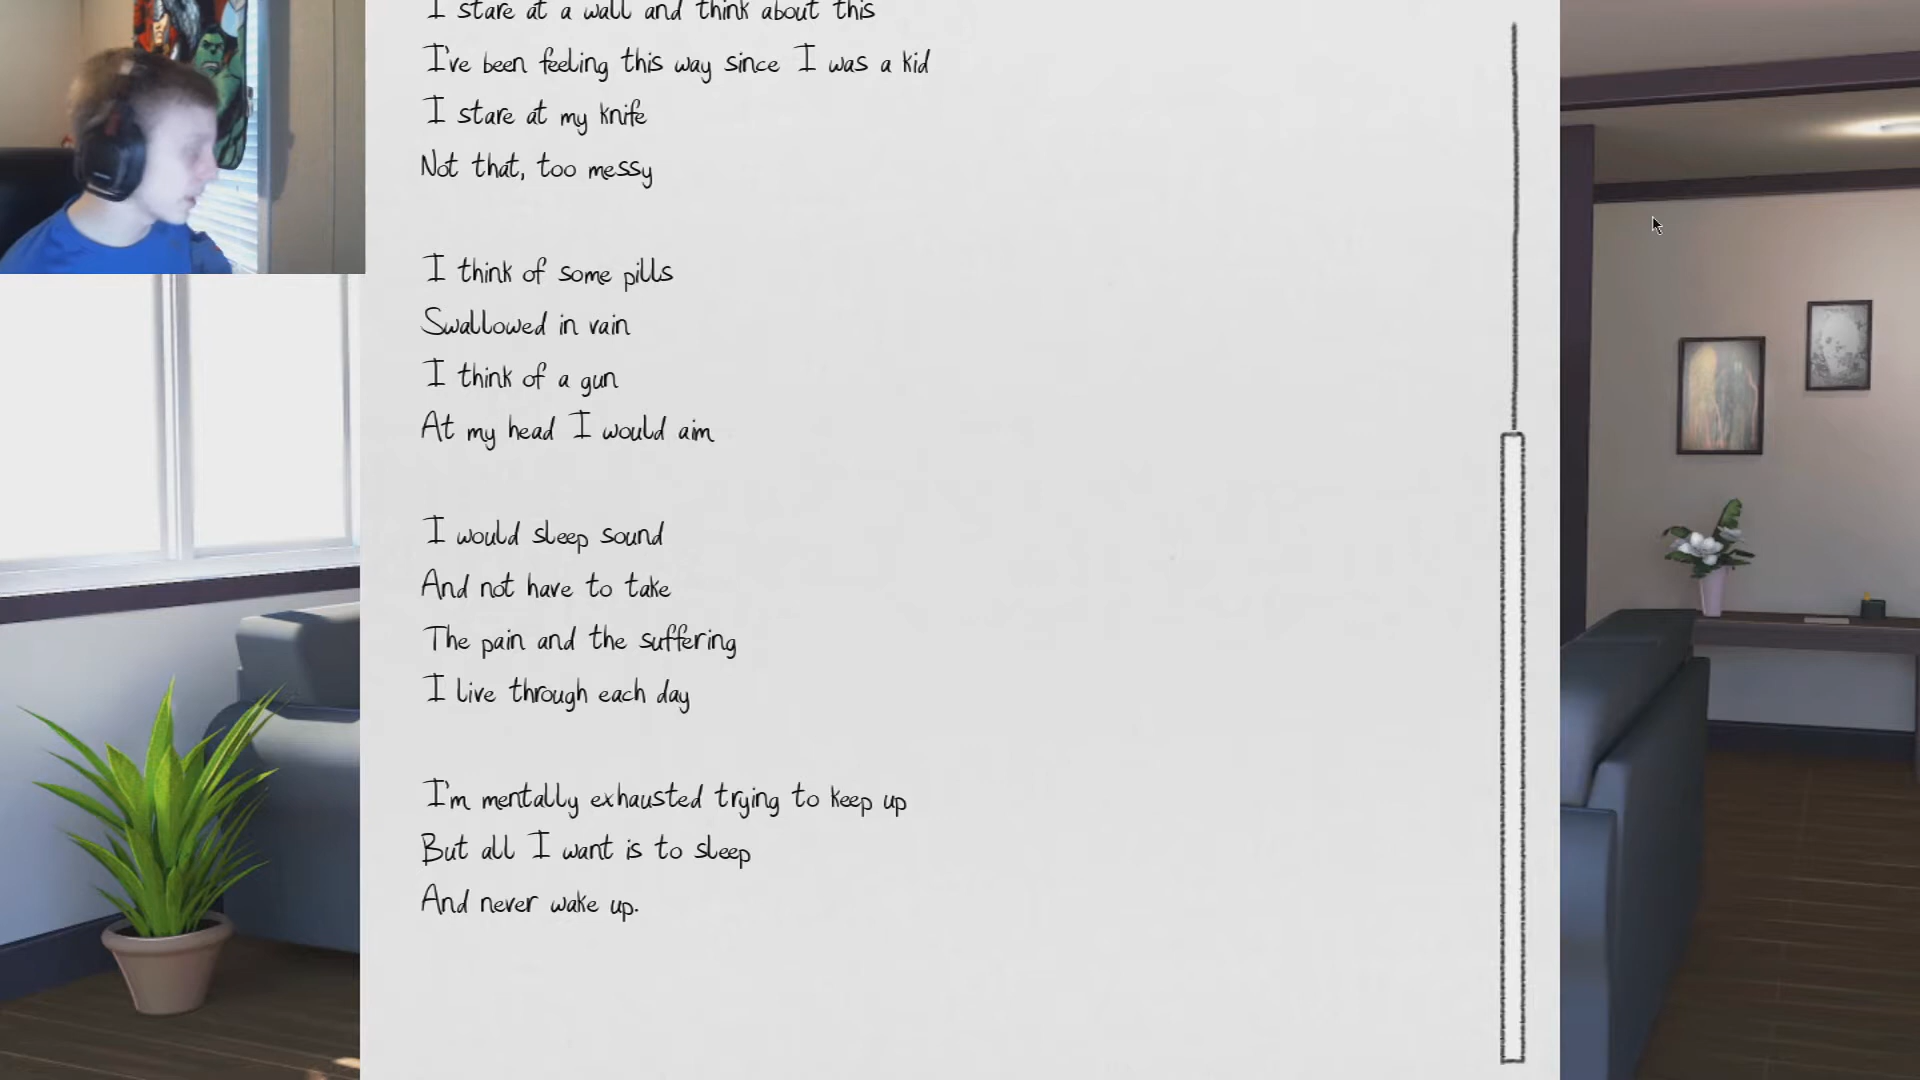 I stare at a wall and think about this
I've been feeling this way since I was a kid
I stare at my knife
Not that, too messy
I think of some pills
Swallowed in vain
I think of a gun
At my head I would aim
I would sleep sound
And not have to take
The pain and the suffering
I live through each day
I'm mentally exhausted trying to keep up
But all I want is to sleep
And never wake up.